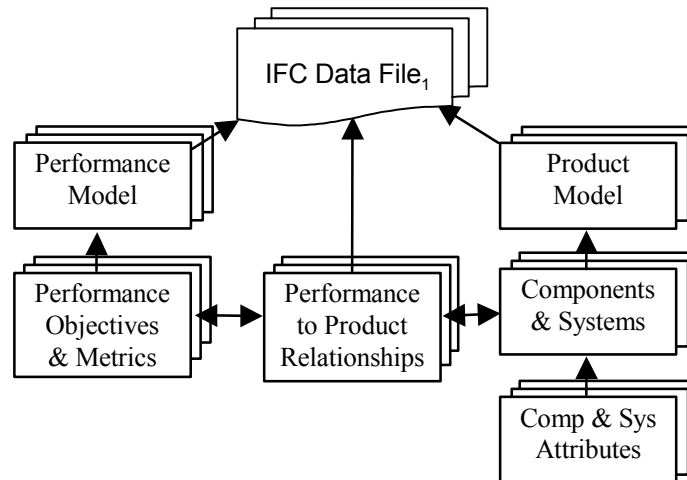 IFC Data File₁
Performance
Model
Product
Model
Performance
Objectives
& Metrics
Performance
to Product
Relationships
Components
& Systems
Comp & Sys
Attributes